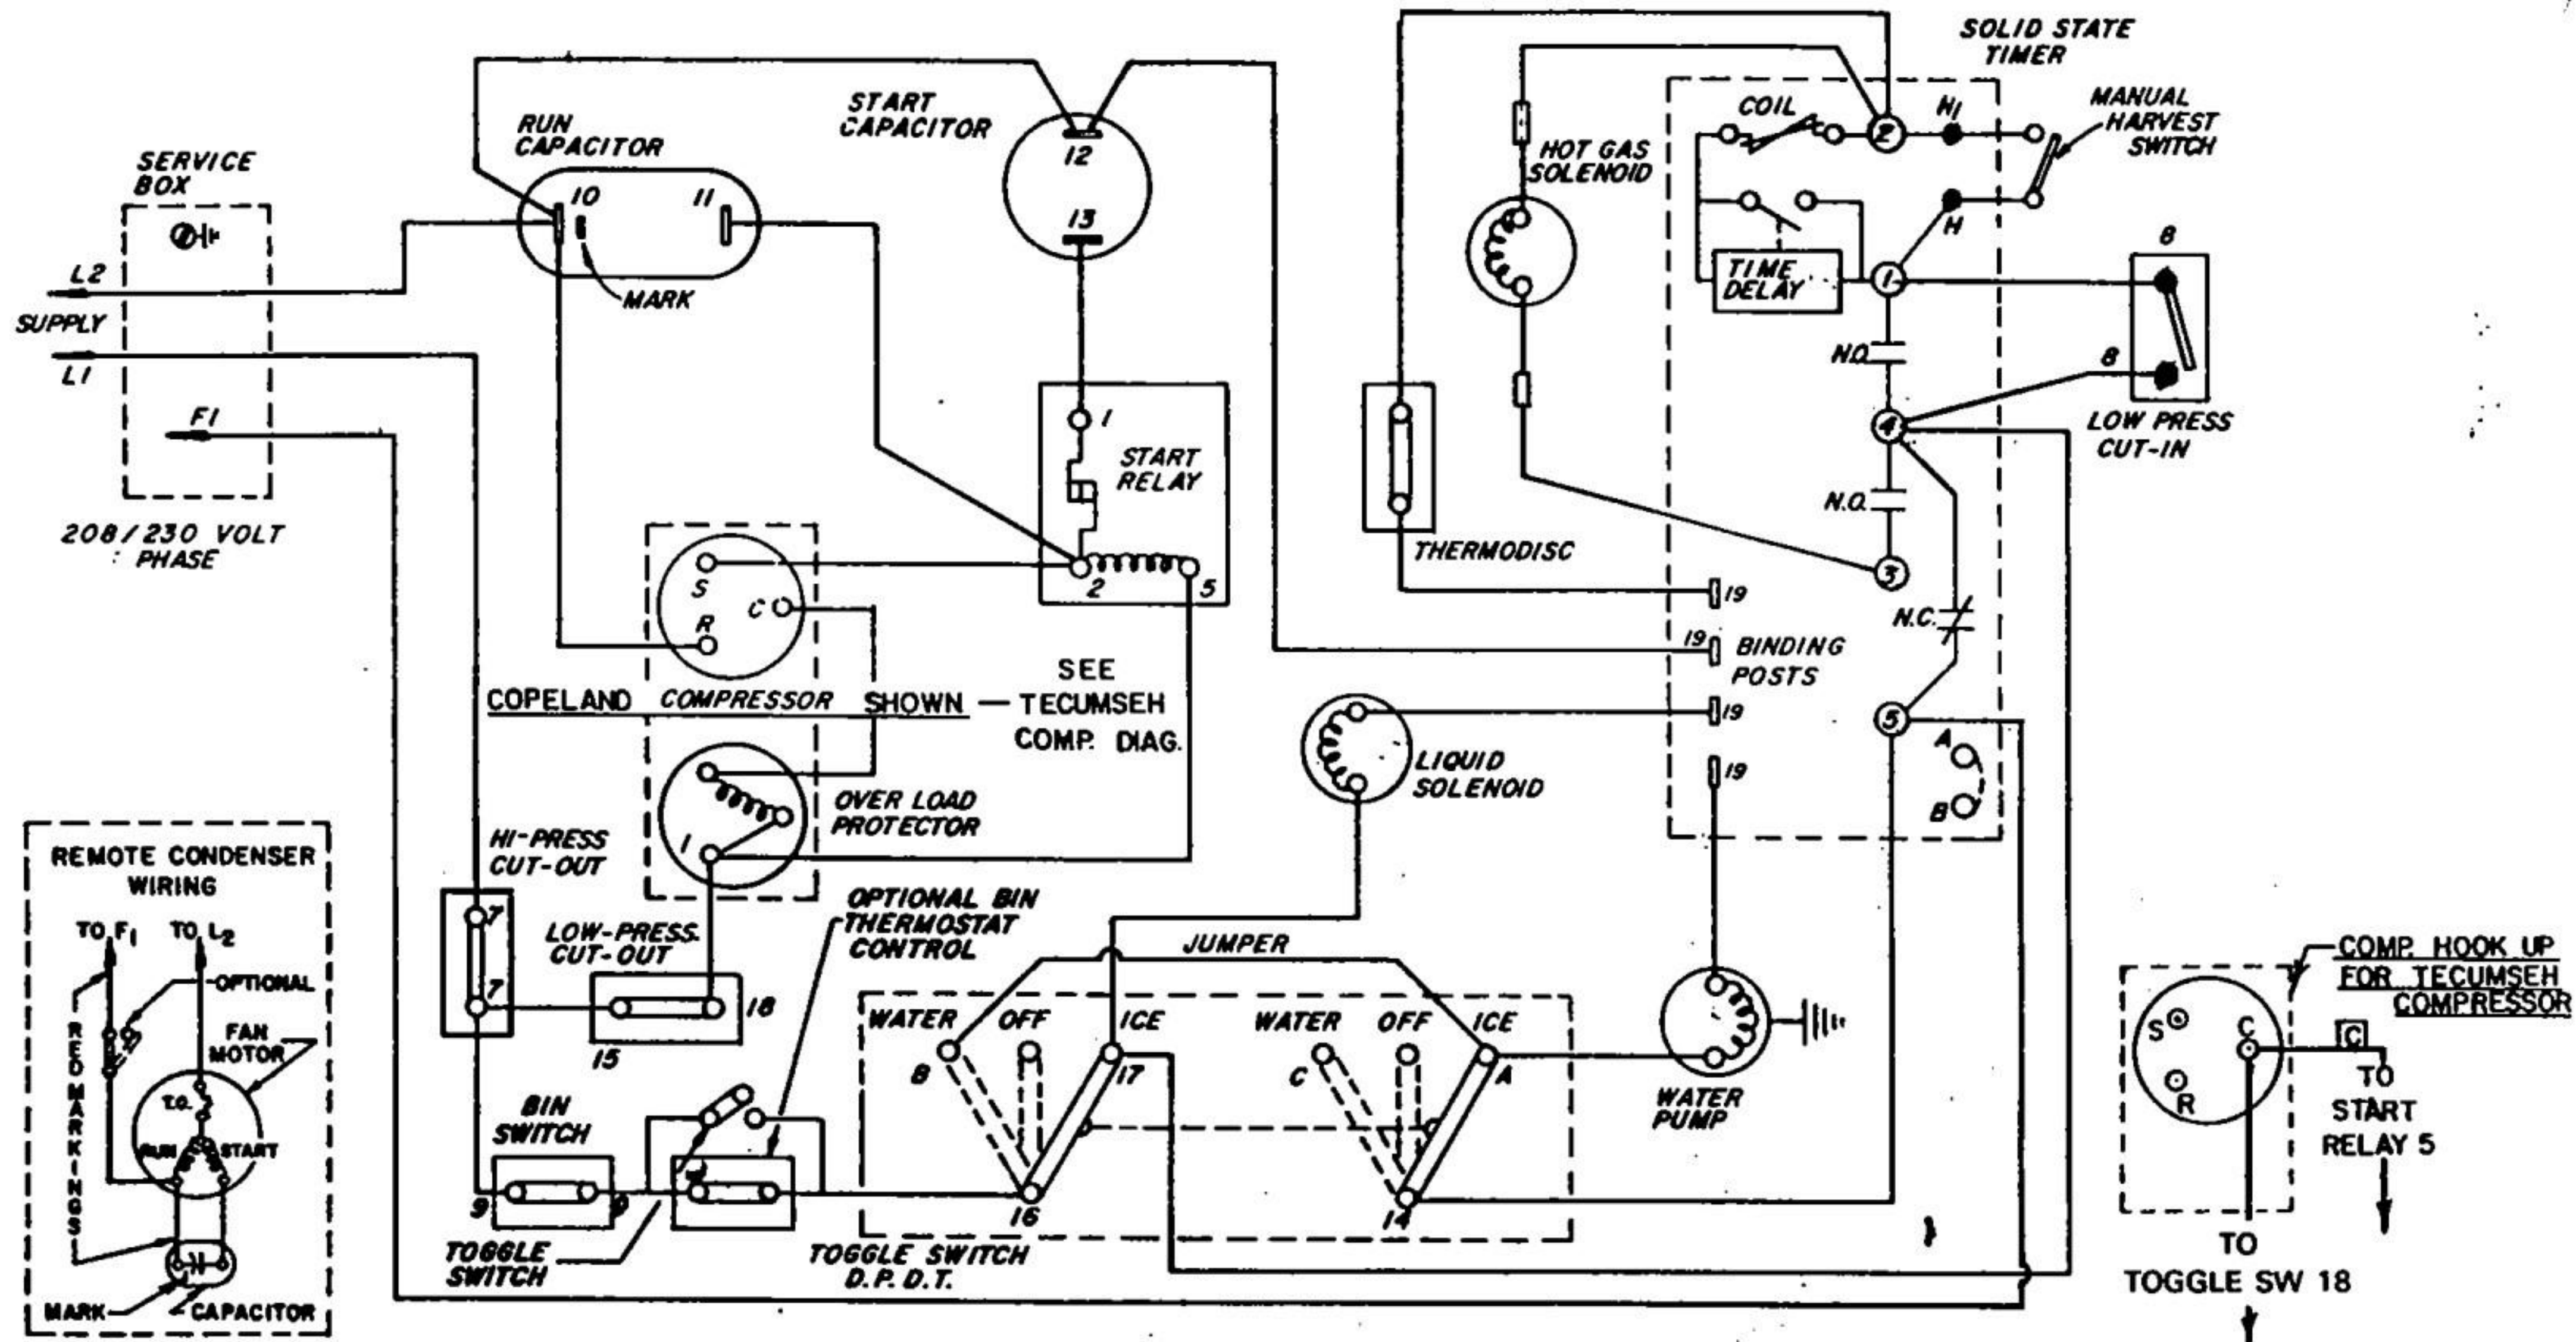 SOLID STATE
TIMER
START
CAPACITOR
RUN
CAPACITOR
SERVICE
BOX
L2
SUPPLY
L1
F1
208/230 VOLT
PHASE
10
11
MARK
12
13
1
START
RELAY
2
5
S
C
R
COPELAND COMPRESSOR SHOWN — SEE
TECUMSEH
COMP. DIAG.
OVER LOAD
PROTECTOR
1
HI-PRESS
CUT-OUT
7
7
LOW-PRESS.
CUT-OUT
15
18
OPTIONAL BIN
THERMOSTAT
CONTROL
BIN
SWITCH
9
9
TOGGLE
SWITCH
TOGGLE SWITCH
D.P.D.T.
JUMPER
WATER OFF ICE
WATER OFF ICE
B
17
C
A
16
14
HOT GAS
SOLENOID
THERMODISC
LIQUID
SOLENOID
WATER
PUMP
COIL
H1
2
MANUAL
HARVEST
SWITCH
H
TIME
DELAY
1
N.O.
4
N.O.
3
N.C.
5
A
B
19
19
BINDING
POSTS
19
19
8
8
LOW PRESS
CUT-IN
REMOTE CONDENSER
WIRING
TO F1
TO L2
OPTIONAL
RED MARKINGS
FAN
MOTOR
T.O.
RUN
START
MARK
CAPACITOR
COMP. HOOK UP
FOR TECUMSEH
COMPRESSOR
S
C
R
C
TO
START
RELAY 5
TO
TOGGLE SW 18